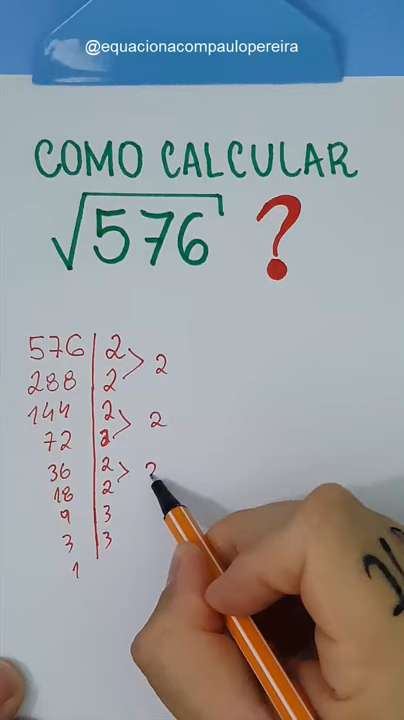 @equacionacompaulopereira
COMO CALCULAR
√576 ?
576 | 2
288 | 2 > 2
144 | 2
72 | 2 > 2
36 | 2
18 | 2 > 2
9 | 3
3 | 3
1